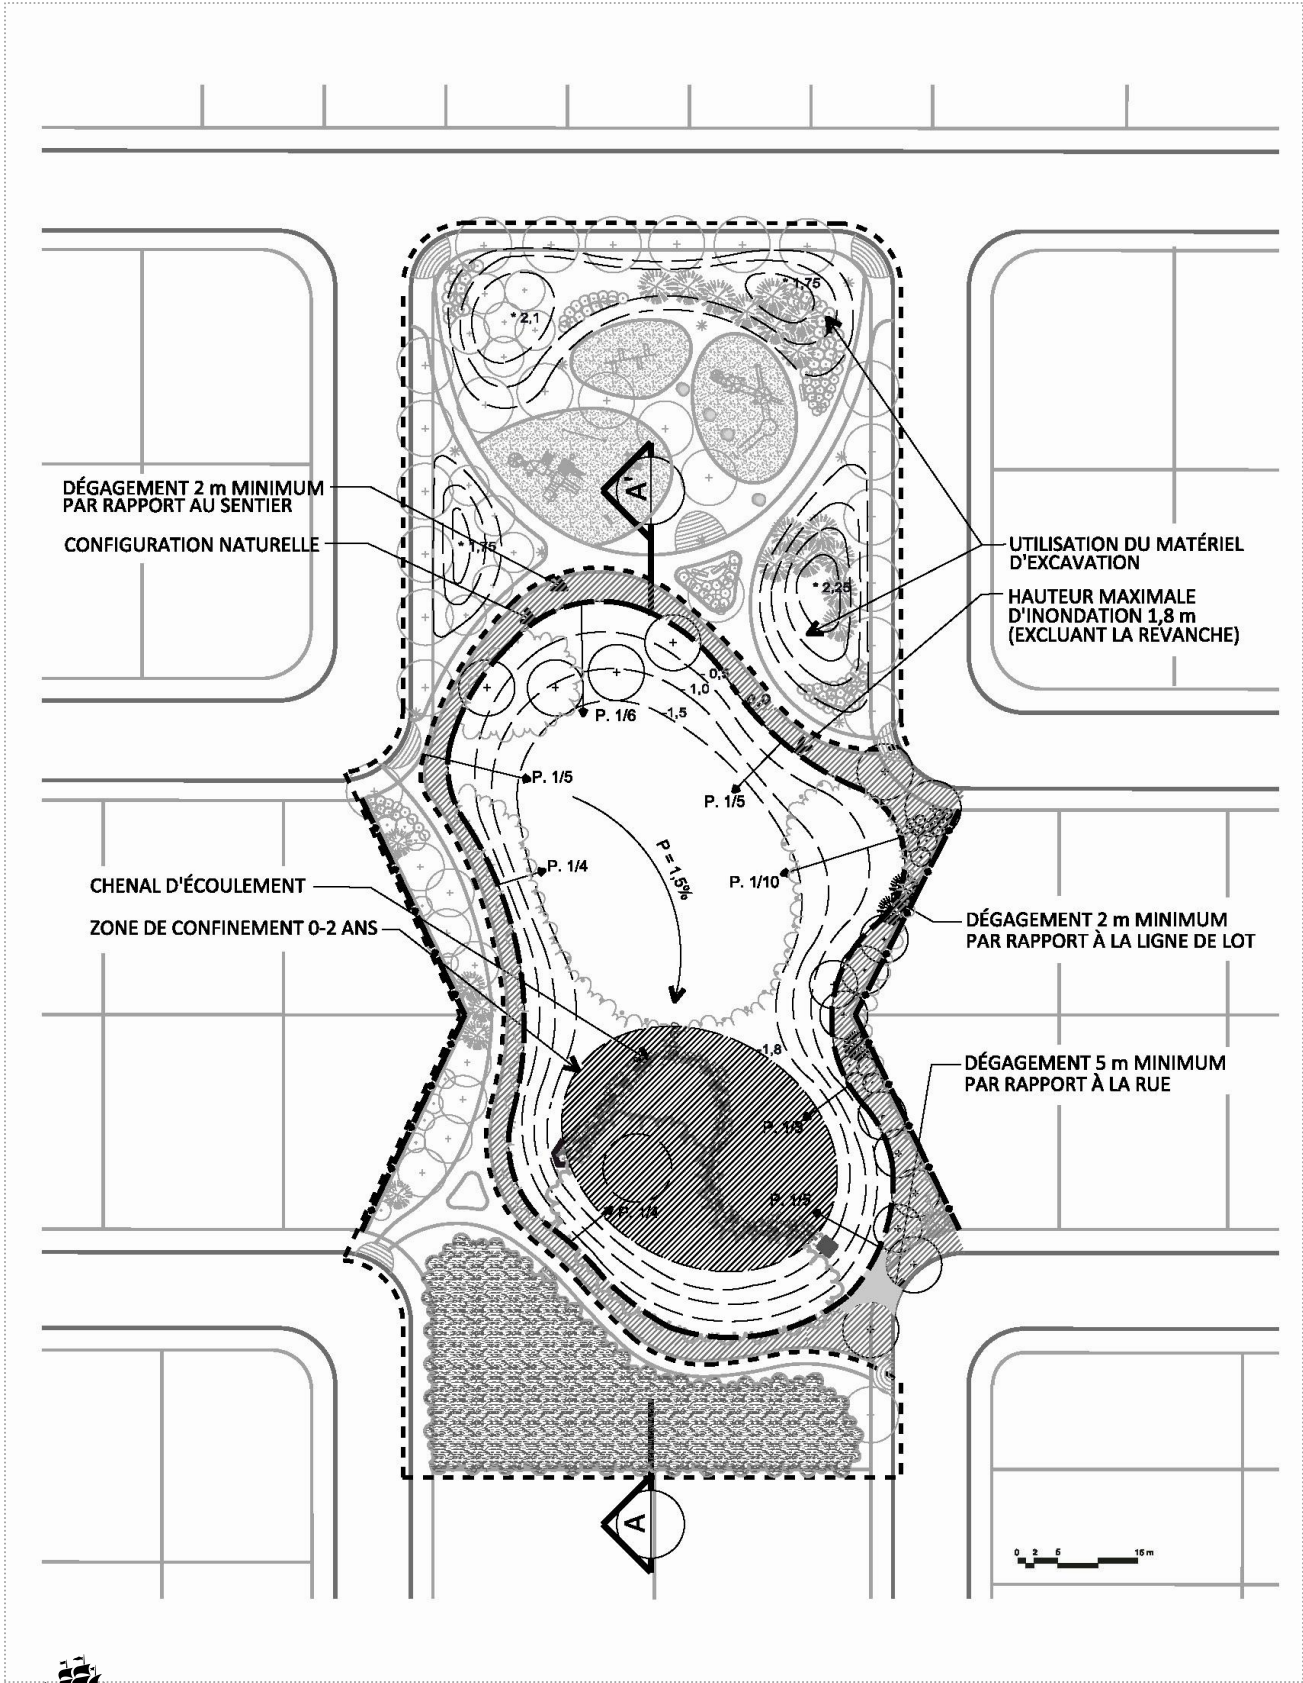 * 1,75
* 2,1
DÉGAGEMENT 2 m MINIMUM
PAR RAPPORT AU SENTIER
A'
CONFIGURATION NATURELLE
* 1,75
UTILISATION DU MATÉRIEL
D'EXCAVATION
* 2,25
HAUTEUR MAXIMALE
D'INONDATION 1,8 m
(EXCLUANT LA REVANCHE)
-1,0
0,0
P. 1/6
-1,5
P. 1/5
P. 1/5
P. 1/4
P = 1,5%
P. 1/10
CHENAL D'ÉCOULEMENT
ZONE DE CONFINEMENT 0-2 ANS
DÉGAGEMENT 2 m MINIMUM
PAR RAPPORT À LA LIGNE DE LOT
-1,8
DÉGAGEMENT 5 m MINIMUM
PAR RAPPORT À LA RUE
P. 1/3
P. 1/5
P. 1/4
A
0 2 5 15 m